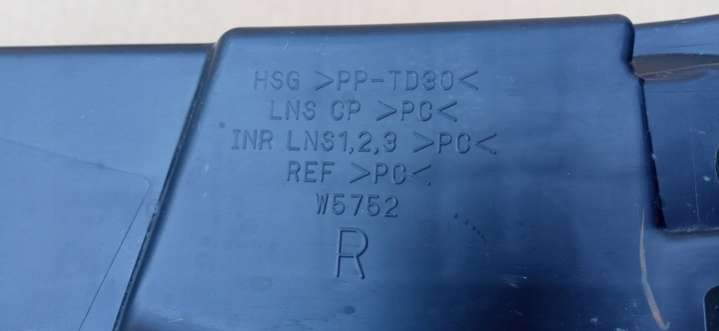 HSG >PP-TD30<
LNS CP >PC<
INR LNS1,2,3 >PC<
REF >PC<
W5752
R